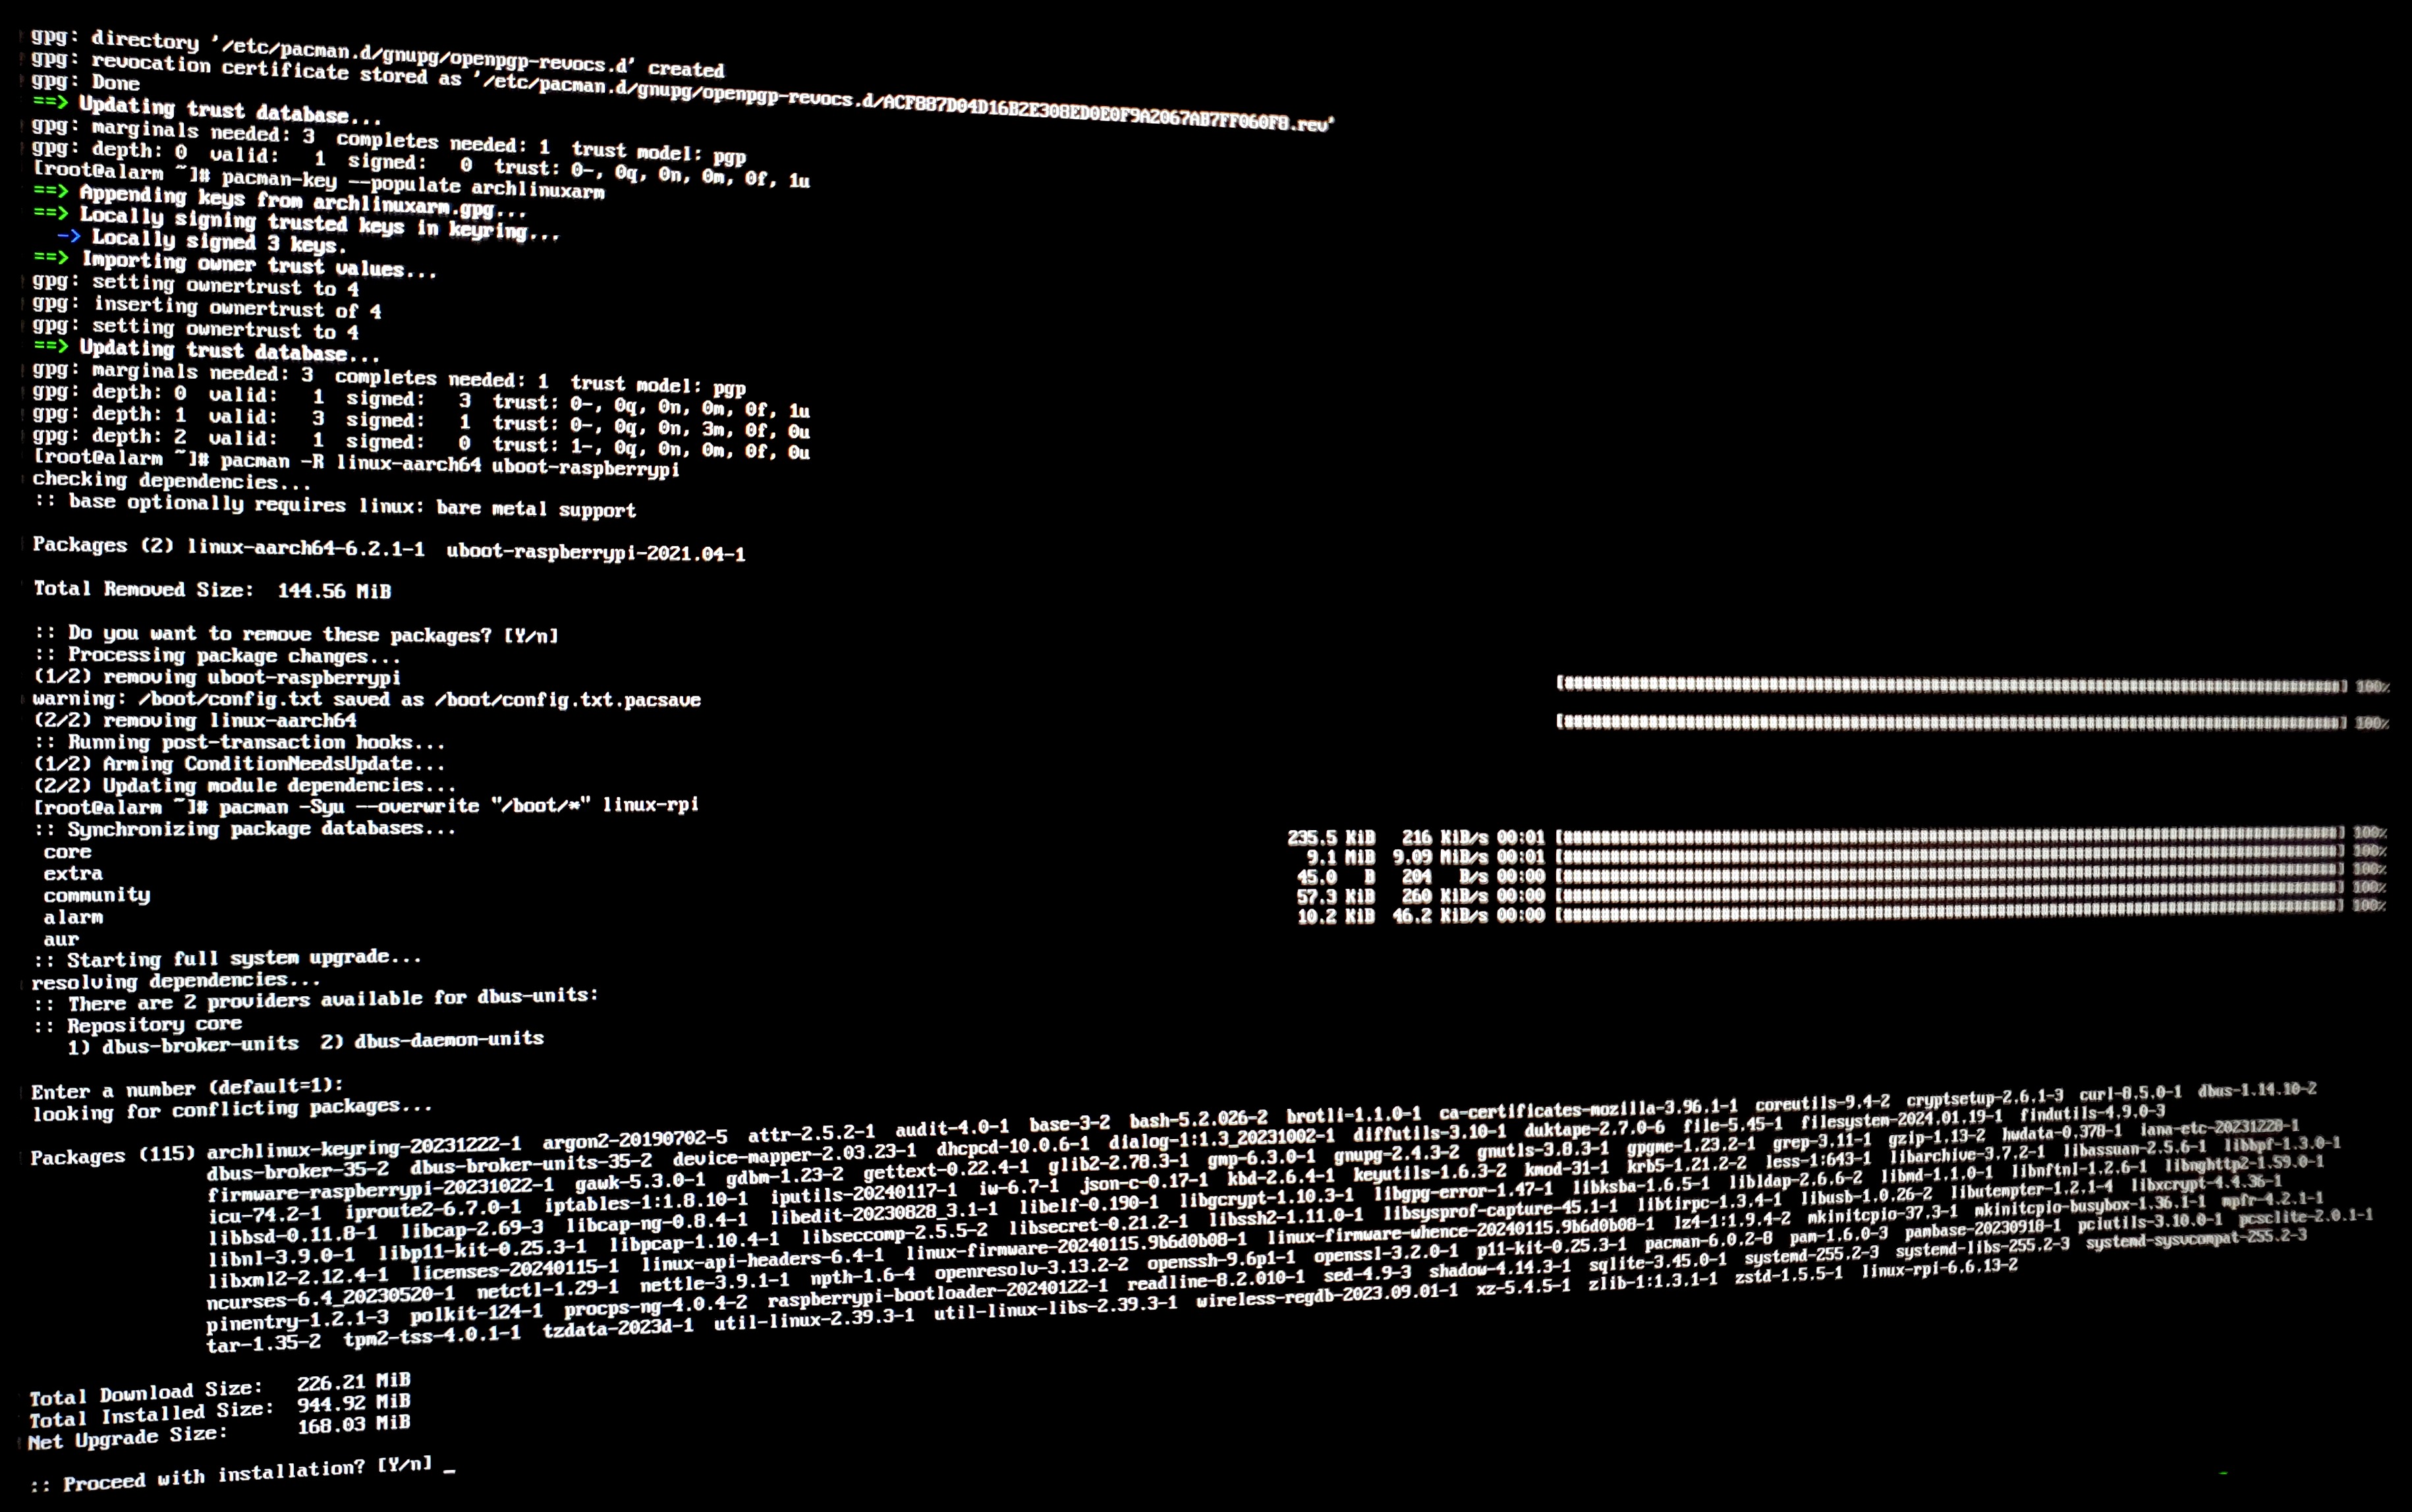 gpg: directory '/etc/pacman.d/gnupg/openpgp-revocs.d' created
gpg: revocation certificate stored as '/etc/pacman.d/gnupg/openpgp-revocs.d/ACF887D04D16B2E308ED0E0F9A2067AB7FF060F8.rev'
gpg: Done
==> Updating trust database...
gpg: marginals needed: 3  completes needed: 1  trust model: pgp
gpg: depth: 0  valid:   1  signed:   0  trust: 0-, 0q, 0n, 0m, 0f, 1u
[root@alarm ~]# pacman-key --populate archlinuxarm
==> Appending keys from archlinuxarm.gpg...
==> Locally signing trusted keys in keyring...
  -> Locally signed 3 keys.
==> Importing owner trust values...
gpg: setting ownertrust to 4
gpg: inserting ownertrust of 4
gpg: setting ownertrust to 4
==> Updating trust database...
gpg: marginals needed: 3  completes needed: 1  trust model: pgp
gpg: depth: 0  valid:   1  signed:   3  trust: 0-, 0q, 0n, 0m, 0f, 1u
gpg: depth: 1  valid:   3  signed:   1  trust: 0-, 0q, 0n, 3m, 0f, 0u
gpg: depth: 2  valid:   1  signed:   0  trust: 1-, 0q, 0n, 0m, 0f, 0u
[root@alarm ~]# pacman -R linux-aarch64 uboot-raspberrypi
checking dependencies...
:: base optionally requires linux: bare metal support
Packages (2) linux-aarch64-6.2.1-1  uboot-raspberrypi-2021.04-1
Total Removed Size:  144.56 MiB
:: Do you want to remove these packages? [Y/n]
:: Processing package changes...
(1/2) removing uboot-raspberrypi [##########] 100%
warning: /boot/config.txt saved as /boot/config.txt.pacsave
(2/2) removing linux-aarch64 [##########] 100%
:: Running post-transaction hooks...
(1/2) Arming ConditionNeedsUpdate...
(2/2) Updating module dependencies...
[root@alarm ~]# pacman -Syu --overwrite "/boot/*" linux-rpi
:: Synchronizing package databases...
 core 235.5 KiB 216 KiB/s 00:01 [##########] 100%
 extra 9.1 MiB 9.09 MiB/s 00:01 [##########] 100%
 community 45.0 B 204 B/s 00:00 [##########] 100%
 alarm 57.3 KiB 260 KiB/s 00:00 [##########] 100%
 aur 10.2 KiB 46.2 KiB/s 00:00 [##########] 100%
:: Starting full system upgrade...
resolving dependencies...
:: There are 2 providers available for dbus-units:
:: Repository core
   1) dbus-broker-units  2) dbus-daemon-units
Enter a number (default=1):
looking for conflicting packages...
Packages (115) archlinux-keyring-20231222-1  argon2-20190702-5  attr-2.5.2-1  audit-4.0-1  base-3-2  bash-5.2.026-2  brotli-1.1.0-1  ca-certificates-mozilla-3.96.1-1  coreutils-9.4-2  cryptsetup-2.6.1-3  curl-8.5.0-1  dbus-1.14.10-2
dbus-broker-35-2  dbus-broker-units-35-2  device-mapper-2.03.23-1  dhcpcd-10.0.6-1  dialog-1:1.3_20231002-1  diffutils-3.10-1  duktape-2.7.0-6  file-5.45-1  filesystem-2024.01.19-1  findutils-4.9.0-3
firmware-raspberrypi-20231022-1  gawk-5.3.0-1  gdbm-1.23-2  gettext-0.22.4-1  glib2-2.78.3-1  gmp-6.3.0-1  gnupg-2.4.3-2  gnutls-3.8.3-1  gpgme-1.23.2-1  grep-3.11-1  gzip-1.13-2  hwdata-0.378-1  iana-etc-20231228-1
icu-74.2-1  iproute2-6.7.0-1  iptables-1:1.8.10-1  iputils-20240117-1  iw-6.7-1  json-c-0.17-1  kbd-2.6.4-1  keyutils-1.6.3-2  kmod-31-1  krb5-1.21.2-2  less-1:643-1  libarchive-3.7.2-1  libassuan-2.5.6-1  libbpf-1.3.0-1
libbsd-0.11.8-1  libcap-2.69-3  libcap-ng-0.8.4-1  libedit-20230828_3.1-1  libelf-0.190-1  libgcrypt-1.10.3-1  libgpg-error-1.47-1  libksba-1.6.5-1  libldap-2.6.6-2  libmd-1.1.0-1  libnftnl-1.2.6-1  libnghttp2-1.59.0-1
libnl-3.9.0-1  libp11-kit-0.25.3-1  libpcap-1.10.4-1  libseccomp-2.5.5-2  libsecret-0.21.2-1  libssh2-1.11.0-1  libsysprof-capture-45.1-1  libtirpc-1.3.4-1  libusb-1.0.26-2  libutempter-1.2.1-4  libxcrypt-4.4.36-1
libxml2-2.12.4-1  licenses-20240115-1  linux-api-headers-6.4-1  linux-firmware-20240115.9b6d0b08-1  linux-firmware-whence-20240115.9b6d0b08-1  lz4-1:1.9.4-2  mkinitcpio-37.3-1  mkinitcpio-busybox-1.36.1-1  mpfr-4.2.1-1
ncurses-6.4_20230520-1  netctl-1.29-1  nettle-3.9.1-1  npth-1.6-4  openresolv-3.13.2-2  openssh-9.6p1-1  openssl-3.2.0-1  p11-kit-0.25.3-1  pacman-6.0.2-8  pam-1.6.0-3  pambase-20230918-1  pciutils-3.10.0-1  pcsclite-2.0.1-1
pinentry-1.2.1-3  polkit-124-1  procps-ng-4.0.4-2  raspberrypi-bootloader-20240122-1  readline-8.2.010-1  sed-4.9-3  shadow-4.14.3-1  sqlite-3.45.0-1  systemd-255.2-3  systemd-libs-255.2-3  systemd-sysvcompat-255.2-3
tar-1.35-2  tpm2-tss-4.0.1-1  tzdata-2023d-1  util-linux-2.39.3-1  util-linux-libs-2.39.3-1  wireless-regdb-2023.09.01-1  xz-5.4.5-1  zlib-1:1.3.1-1  zstd-1.5.5-1  linux-rpi-6.6.13-2
Total Download Size:   226.21 MiB
Total Installed Size:  944.92 MiB
Net Upgrade Size:      168.03 MiB
:: Proceed with installation? [Y/n] _